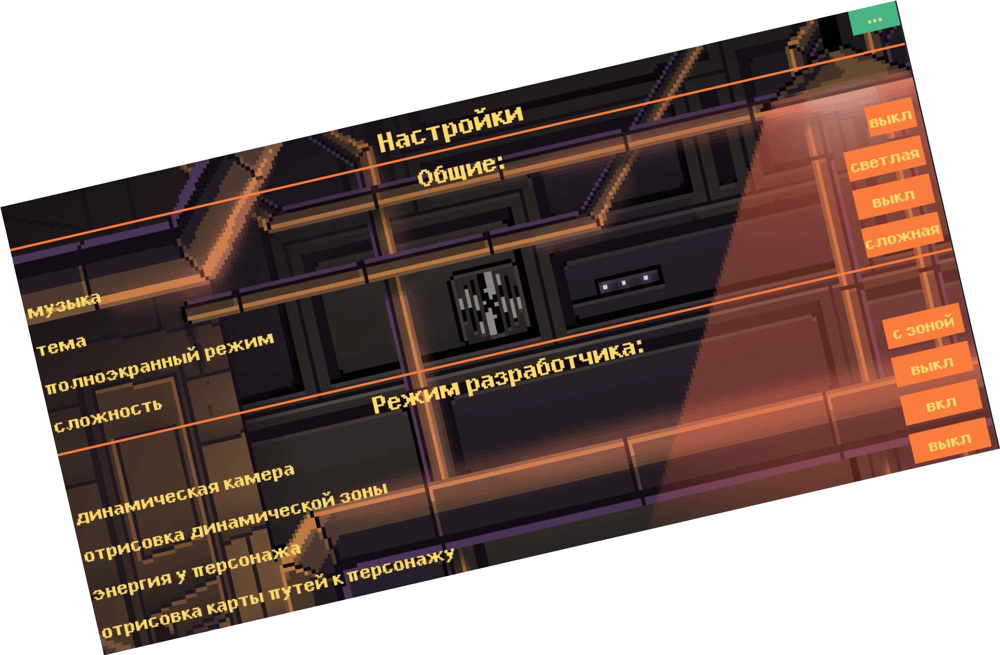 ...
Настройки
Общие:
музыка выкл
тема светлая
полноэкранный режим выкл
сложность сложная
Режим разработчика:
динамическая камера с зоной
отрисовка динамической зоны выкл
энергия у персонажа вкл
отрисовка карты путей к персонажу выкл